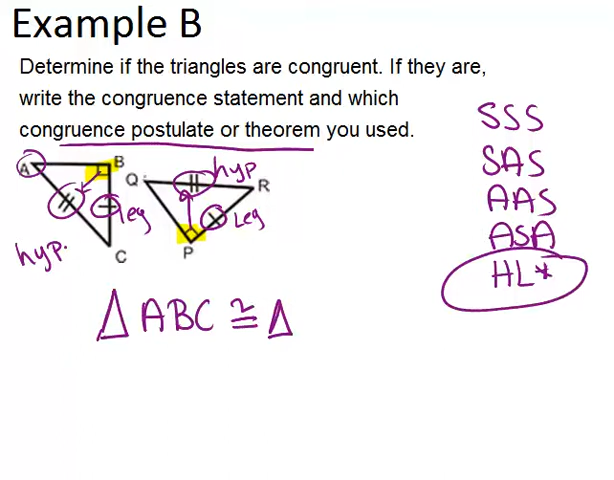 Example B
Determine if the triangles are congruent. If they are,
write the congruence statement and which
congruence postulate or theorem you used.
SSS
SAS
AAS
ASA
HL*
A B Q hyp R
leg Leg
hyp. C P
Δ ABC ≅ Δ